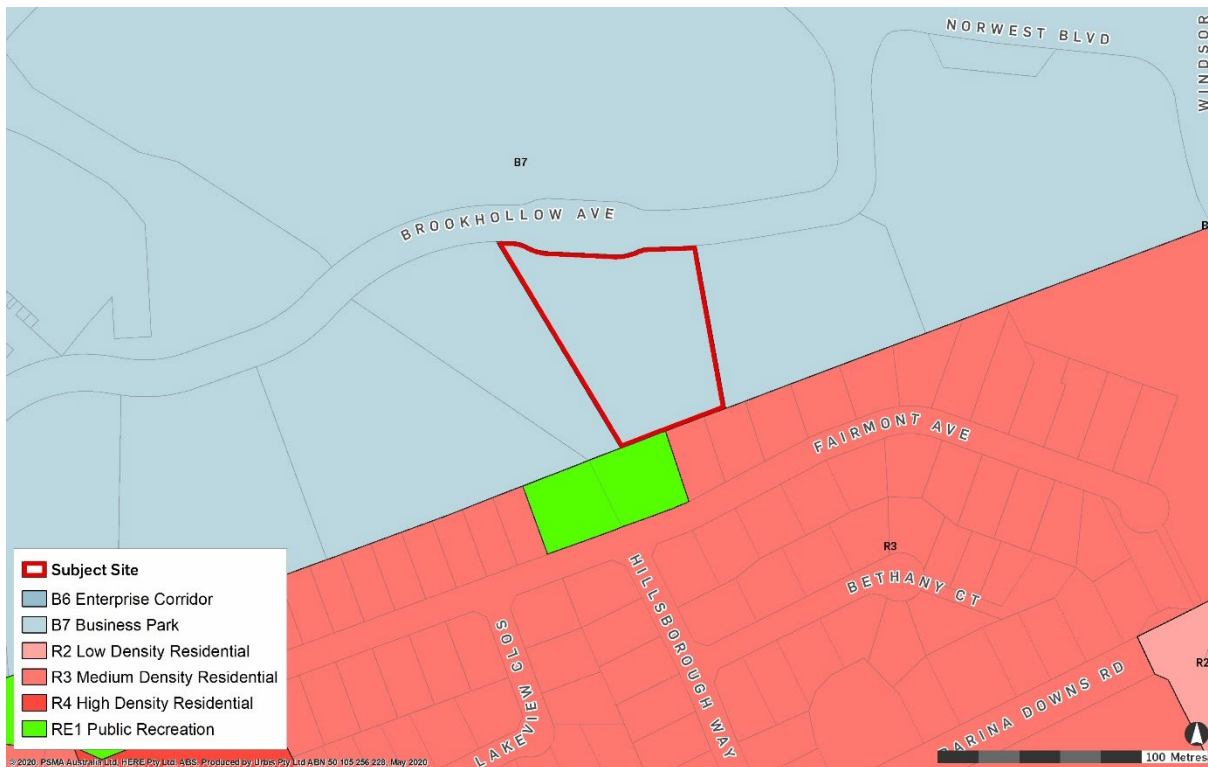 NORWEST BLVD
WINDSOR
B7
BROOKHOLLOW AVE
B
FAIRMONT AVE
R3
BETHANY CT
HILLSBOROUGH WAY
LAKEVIEW CLOS
BARINA DOWNS RD
R2
Subject Site
B6 Enterprise Corridor
B7 Business Park
R2 Low Density Residential
R3 Medium Density Residential
R4 High Density Residential
RE1 Public Recreation
100 Metres
© 2020. PSMA Australia Ltd, HERE Pty Ltd. ABS. Produced by Urbis Pty Ltd ABN 50 105 256 228, May 2020